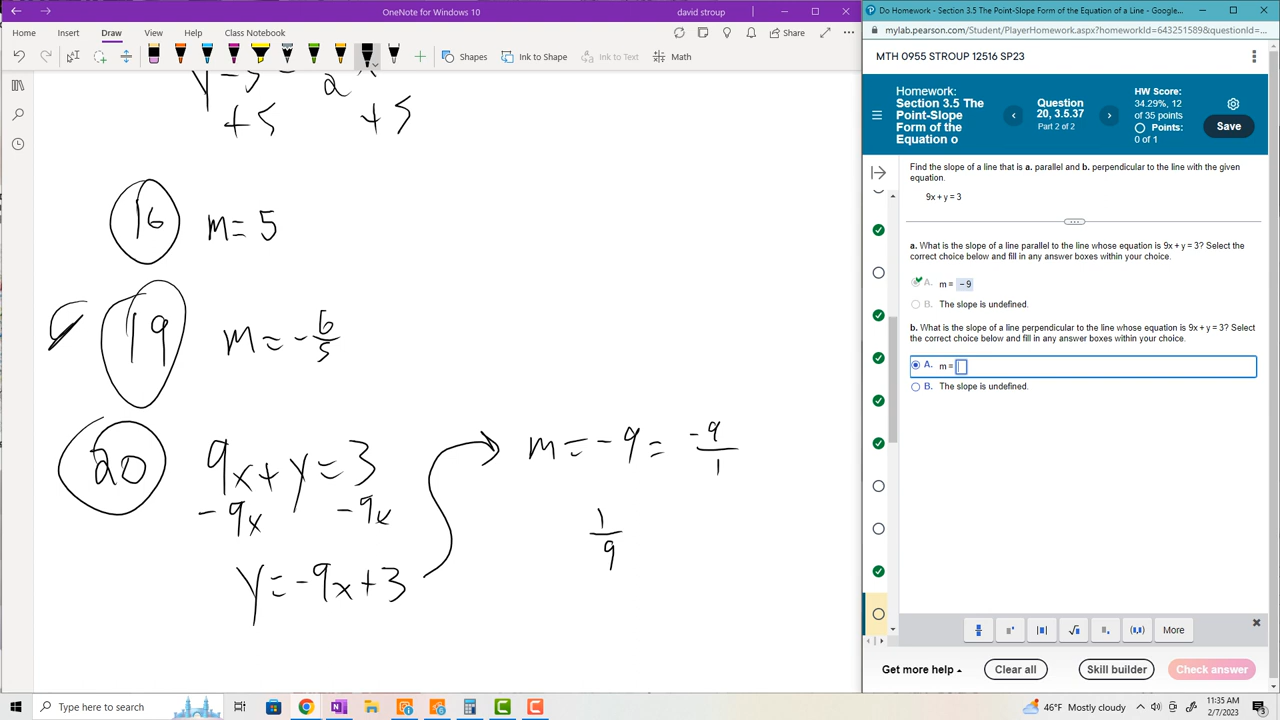 OneNote for Windows 10
david stroup
Home Insert Draw View Help Class Notebook
Share
Shapes Ink to Shape Ink to Text Math
+5 +5
16 m = 5
19 m = - 6/5
20 9x + y = 3
-9x -9x
y = -9x + 3
m = -9 = -9/1
1/9
Do Homework - Section 3.5 The Point-Slope Form of the Equation of a Line - Google...
mylab.pearson.com/Student/PlayerHomework.aspx?homeworkId=643251589&questionId=...
MTH 0955 STROUP 12516 SP23
Homework:
Section 3.5 The
Point-Slope
Form of the
Equation o
Question
20, 3.5.37
Part 2 of 2
HW Score:
34.29%, 12
of 35 points
Points:
0 of 1
Save
Find the slope of a line that is a. parallel and b. perpendicular to the line with the given
equation.
9x + y = 3
a. What is the slope of a line parallel to the line whose equation is 9x + y = 3? Select the
correct choice below and fill in any answer boxes within your choice.
A. m = -9
B. The slope is undefined.
b. What is the slope of a line perpendicular to the line whose equation is 9x + y = 3? Select
the correct choice below and fill in any answer boxes within your choice.
A. m =
B. The slope is undefined.
More
Get more help
Clear all
Skill builder
Check answer
Type here to search
46°F Mostly cloudy
11:35 AM
2/7/2023
3